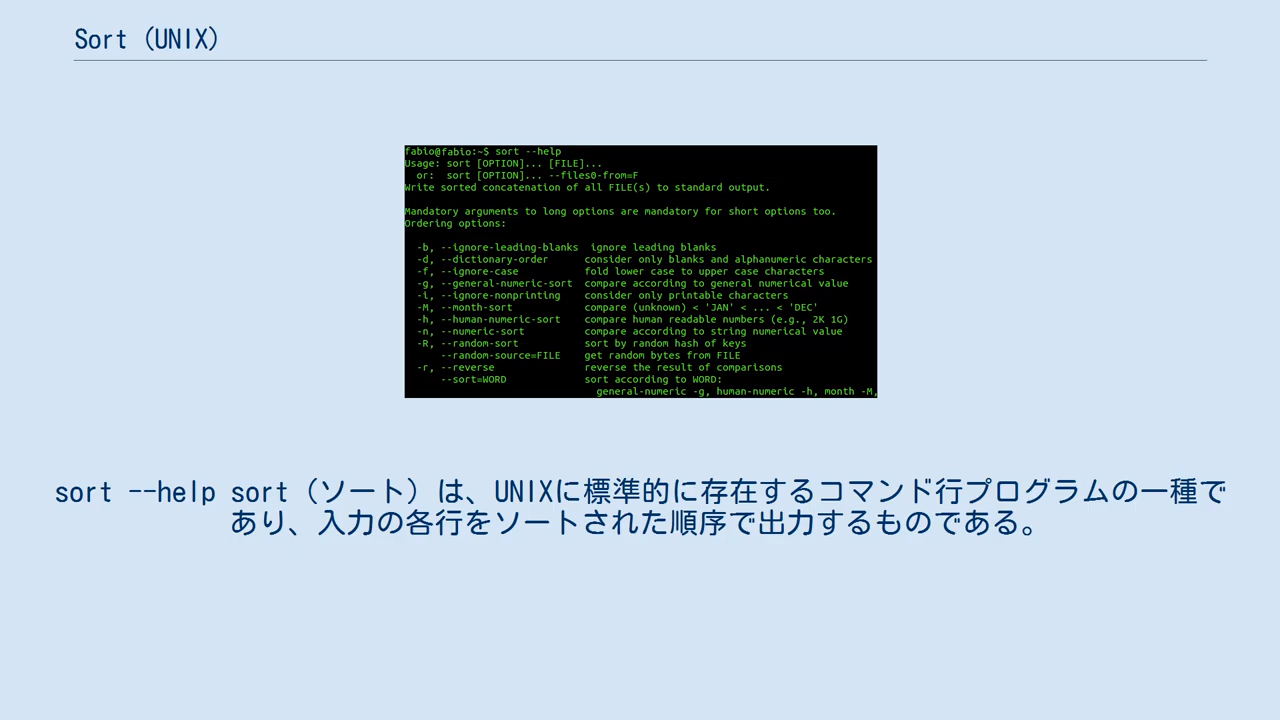 Sort（UNIX）
fabio@fabio:~$ sort --help
Usage: sort [OPTION]... [FILE]...
  or:  sort [OPTION]... --files0-from=F
Write sorted concatenation of all FILE(s) to standard output.
Mandatory arguments to long options are mandatory for short options too.
Ordering options:
  -b, --ignore-leading-blanks  ignore leading blanks
  -d, --dictionary-order      consider only blanks and alphanumeric characters
  -f, --ignore-case           fold lower case to upper case characters
  -g, --general-numeric-sort  compare according to general numerical value
  -i, --ignore-nonprinting    consider only printable characters
  -M, --month-sort            compare (unknown) < 'JAN' < ... < 'DEC'
  -h, --human-numeric-sort    compare human readable numbers (e.g., 2K 1G)
  -n, --numeric-sort          compare according to string numerical value
  -R, --random-sort           sort by random hash of keys
      --random-source=FILE    get random bytes from FILE
  -r, --reverse               reverse the result of comparisons
      --sort=WORD             sort according to WORD:
                                general-numeric -g, human-numeric -h, month -M,
sort --help sort（ソート）は、UNIXに標準的に存在するコマンド行プログラムの一種で
あり、入力の各行をソートされた順序で出力するものである。